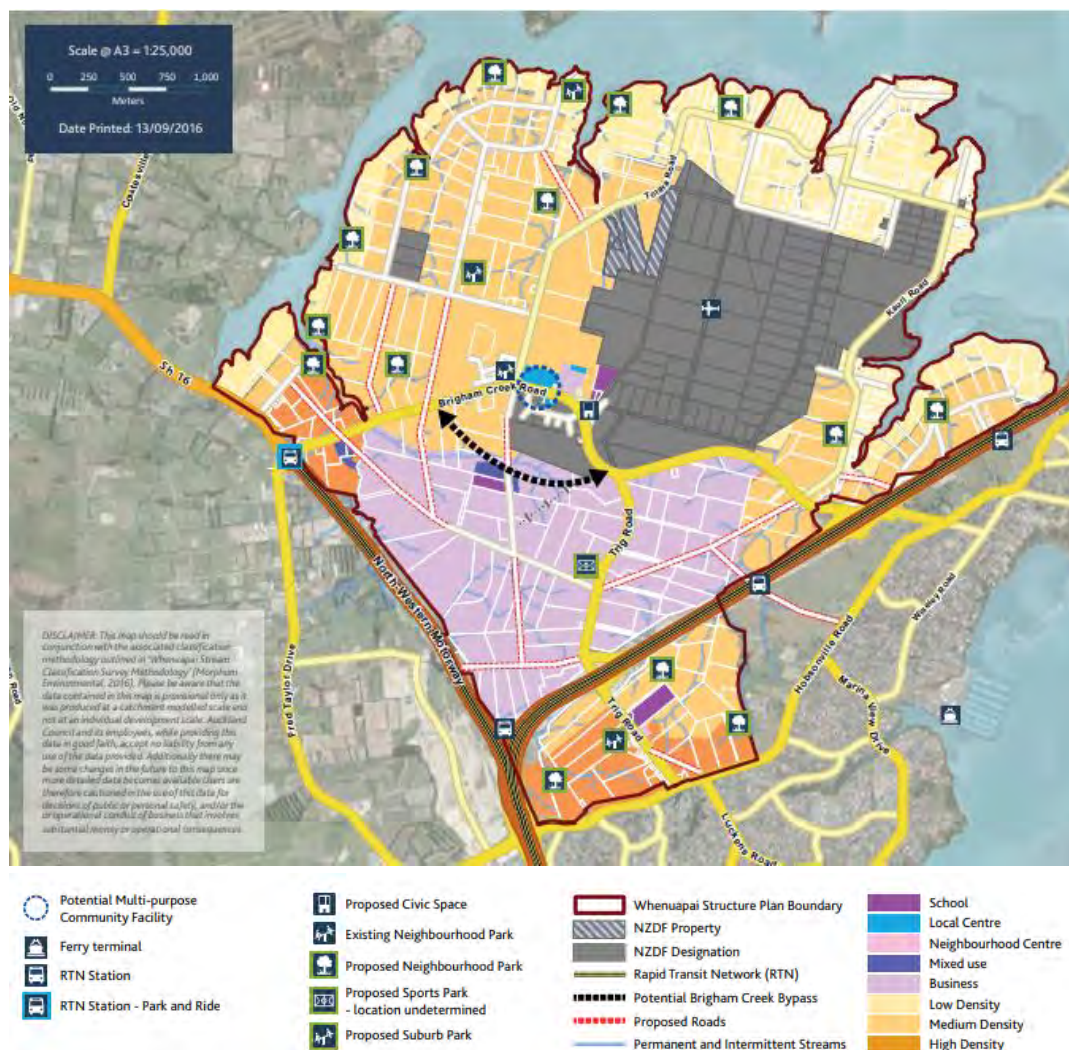 Scale @ A3 = 1:25,000
0 250 500 750 1,000
Meters
Date Printed: 13/09/2016
Coatesville
Sh 16
Totara Road
Kauri Road
Brigham Creek Road
Trig Road
North-Western Motorway
Fred Taylor Drive
Trig Road
Hobsonville Road
Wiseley Road
Marina View Drive
Luckens Road
DISCLAIMER: This map should be read in
conjunction with the associated classification
methodology outlined in 'Whenuapai Stream
Classification Survey Methodology' (Morphum
Environmental, 2016). Please be aware that the
data contained in this map is provisional only as it
was produced at a catchment modelled scale and
not at an individual development scale. Auckland
Council and its employees, while providing this
data in good faith, accept no liability from any
use of the data provided. Additionally there may
be some changes in the future to this map once
more detailed data becomes available. Users are
therefore cautioned in the use of this data for
decisions of public or personal safety, and/or the
or operational conduct of business that involves
substantial money or operational consequences.
Potential Multi-purpose
Community Facility
Ferry terminal
RTN Station
RTN Station - Park and Ride
Proposed Civic Space
Existing Neighbourhood Park
Proposed Neighbourhood Park
Proposed Sports Park
- location undetermined
Proposed Suburb Park
Whenuapai Structure Plan Boundary
NZDF Property
NZDF Designation
Rapid Transit Network (RTN)
Potential Brigham Creek Bypass
Proposed Roads
Permanent and Intermittent Streams
School
Local Centre
Neighbourhood Centre
Mixed use
Business
Low Density
Medium Density
High Density